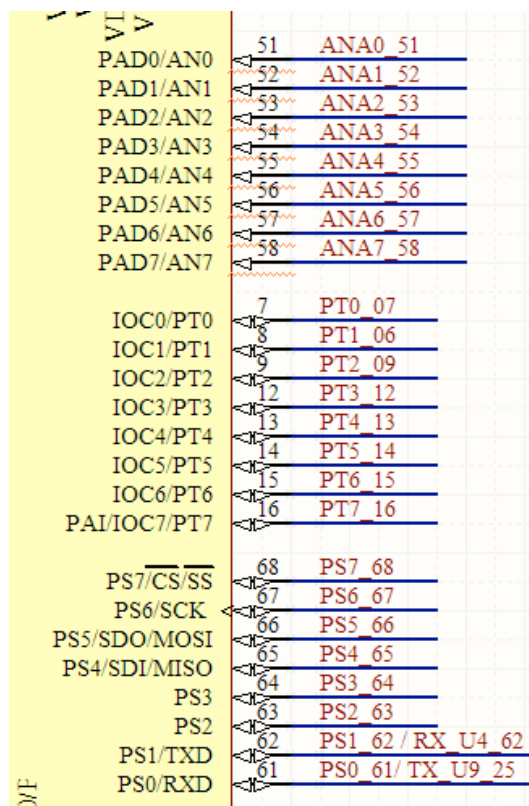 PAD0/AN0 51 ANA0_51
PAD1/AN1 52 ANA1_52
PAD2/AN2 53 ANA2_53
PAD3/AN3 54 ANA3_54
PAD4/AN4 55 ANA4_55
PAD5/AN5 56 ANA5_56
PAD6/AN6 57 ANA6_57
PAD7/AN7 58 ANA7_58
IOC0/PT0 7 PT0_07
IOC1/PT1 8 PT1_06
IOC2/PT2 9 PT2_09
IOC3/PT3 12 PT3_12
IOC4/PT4 13 PT4_13
IOC5/PT5 14 PT5_14
IOC6/PT6 15 PT6_15
PAI/IOC7/PT7 16 PT7_16
PS7/CS/SS 68 PS7_68
PS6/SCK 67 PS6_67
PS5/SDO/MOSI 66 PS5_66
PS4/SDI/MISO 65 PS4_65
PS3 64 PS3_64
PS2 63 PS2_63
PS1/TXD 62 PS1_62 / RX_U4_62
PS0/RXD 61 PS0_61/ TX_U9_25